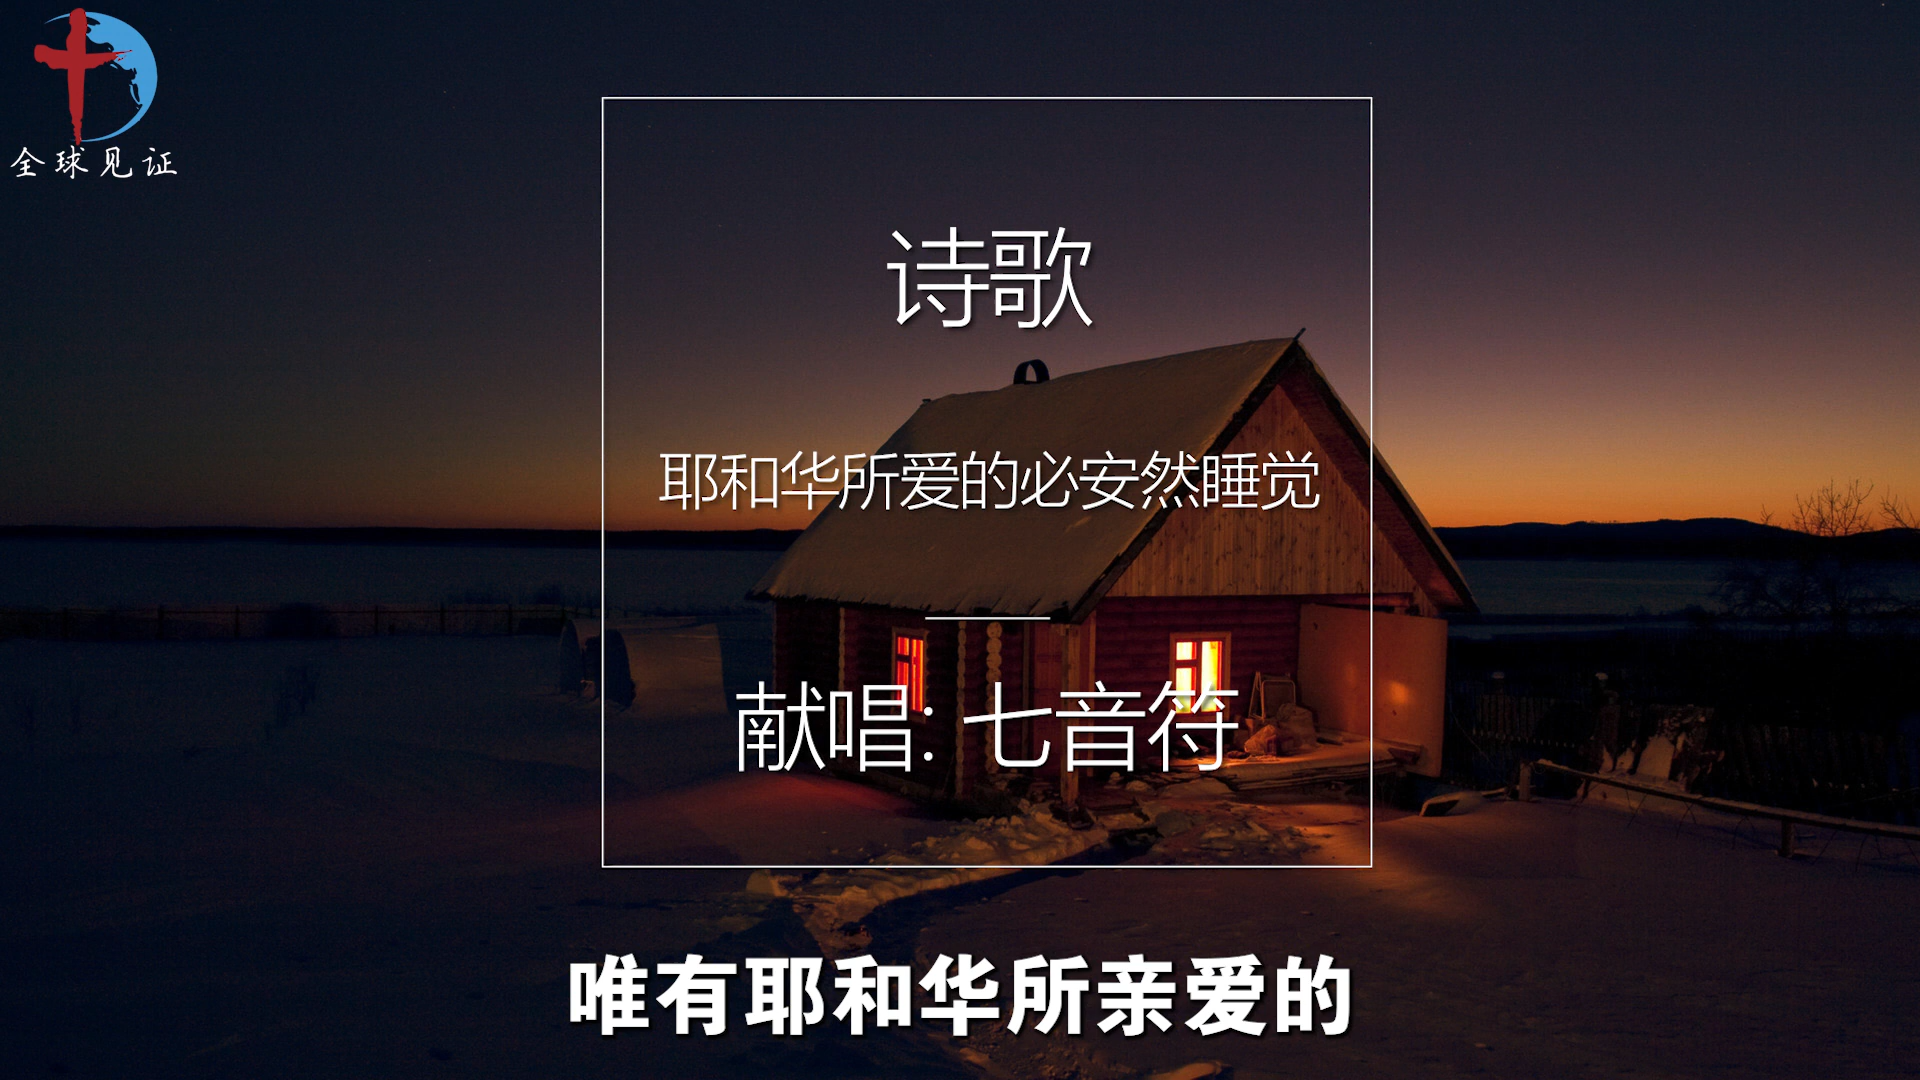 全球见证
诗歌
耶和华所爱的必安然睡觉
献唱: 七音符
唯有耶和华所亲爱的